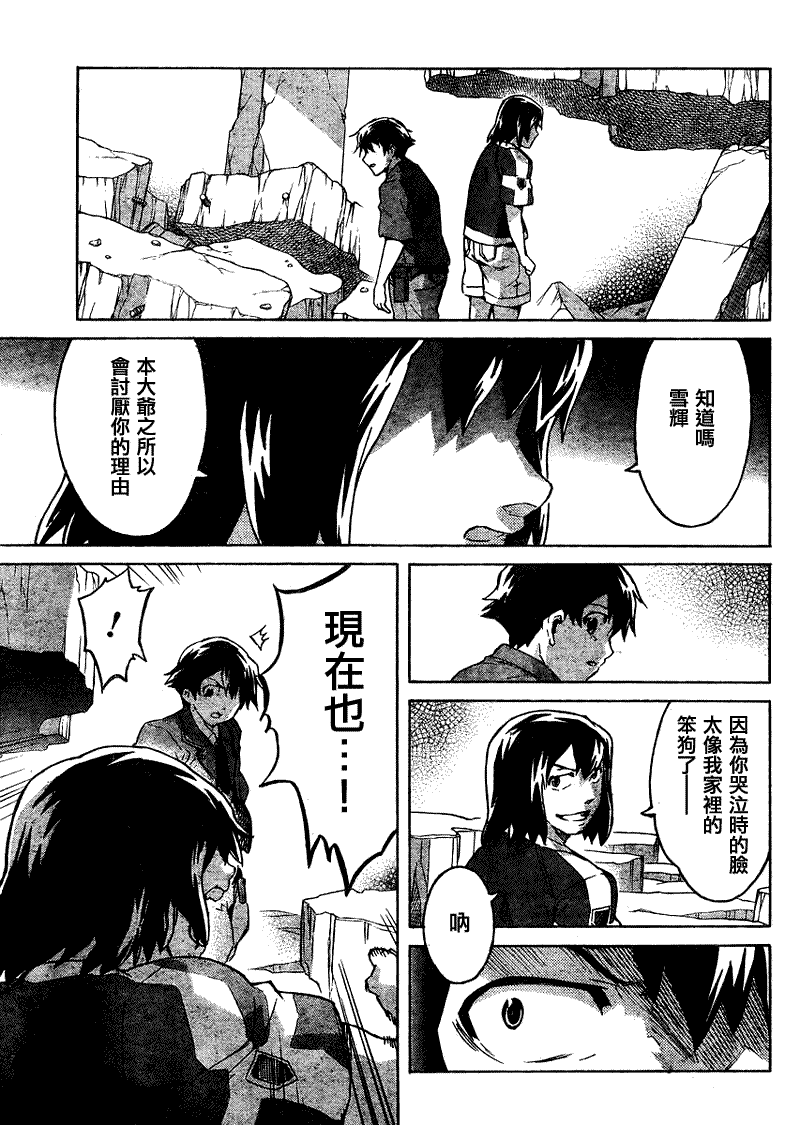 知道嗎
雪輝
本大爺之所以
會討厭你的理由
因為你哭泣時的臉
太像我家裡的
笨狗了——
吶
現在也…！
！